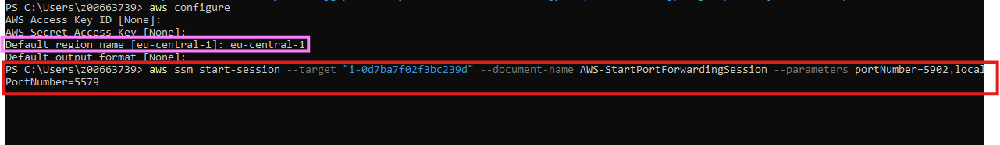 PS C:\Users\z00663739> aws configure
AWS Access Key ID [None]:
AWS Secret Access Key [None]:
Default region name [eu-central-1]: eu-central-1
Default output format [None]:
PS C:\Users\z00663739> aws ssm start-session --target "i-0d7ba7f02f3bc239d" --document-name AWS-StartPortForwardingSession --parameters portNumber=5902,local
PortNumber=5579